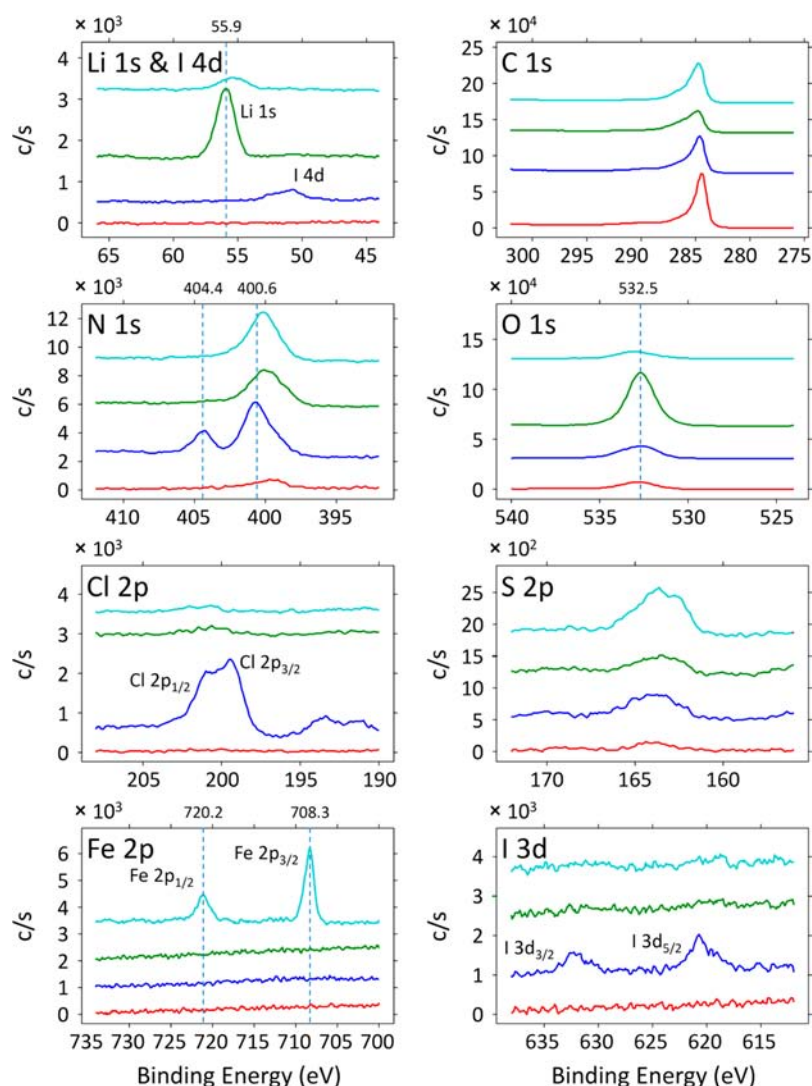 × 10³
55.9
Li 1s & I 4d
4
3
2
1
0
c/s
Li 1s
I 4d
65 60 55 50 45
× 10⁴
C 1s
25
20
15
10
5
0
c/s
300 295 290 285 280 275
× 10³
404.4 400.6
N 1s
12
10
8
6
4
2
0
c/s
410 405 400 395
× 10⁴
532.5
O 1s
15
10
5
0
c/s
540 535 530 525
× 10³
Cl 2p
4
3
2
1
0
c/s
Cl 2p₁/₂
Cl 2p₃/₂
205 200 195 190
× 10²
S 2p
25
20
15
10
5
0
c/s
170 165 160
× 10³
720.2 708.3
Fe 2p
6
5
4
3
2
1
0
c/s
Fe 2p₁/₂
Fe 2p₃/₂
735 730 725 720 715 710 705 700
Binding Energy (eV)
× 10³
I 3d
4
3
2
1
0
c/s
I 3d₃/₂
I 3d₅/₂
635 630 625 620 615
Binding Energy (eV)